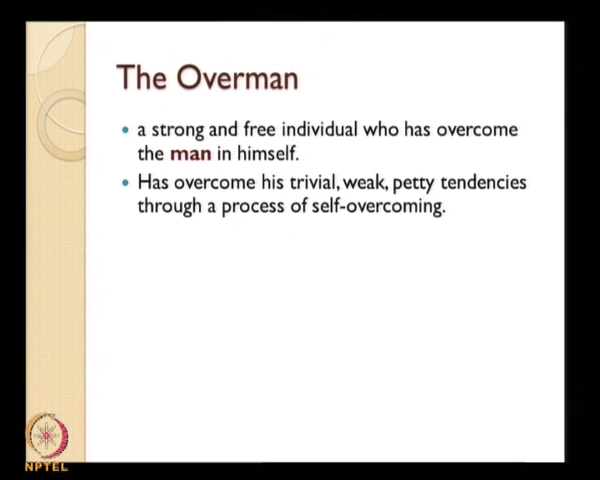 The Overman
a strong and free individual who has overcome
the man in himself.
Has overcome his trivial, weak, petty tendencies
through a process of self-overcoming.
NPTEL